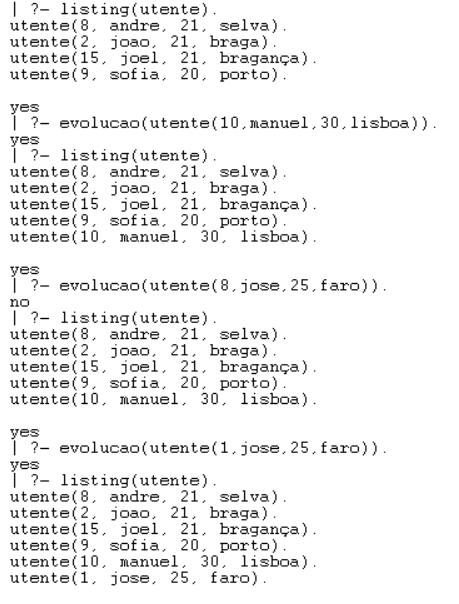 | ?- listing(utente).
utente(8, andre, 21, selva).
utente(2, joao, 21, braga).
utente(15, joel, 21, bragança).
utente(9, sofia, 20, porto).

yes
| ?- evolucao(utente(10,manuel,30,lisboa)).
yes
| ?- listing(utente).
utente(8, andre, 21, selva).
utente(2, joao, 21, braga).
utente(15, joel, 21, bragança).
utente(9, sofia, 20, porto).
utente(10, manuel, 30, lisboa).

yes
| ?- evolucao(utente(8,jose,25,faro)).
no
| ?- listing(utente).
utente(8, andre, 21, selva).
utente(2, joao, 21, braga).
utente(15, joel, 21, bragança).
utente(9, sofia, 20, porto).
utente(10, manuel, 30, lisboa).

yes
| ?- evolucao(utente(1,jose,25,faro)).
yes
| ?- listing(utente).
utente(8, andre, 21, selva).
utente(2, joao, 21, braga).
utente(15, joel, 21, bragança).
utente(9, sofia, 20, porto).
utente(10, manuel, 30, lisboa).
utente(1, jose, 25, faro).